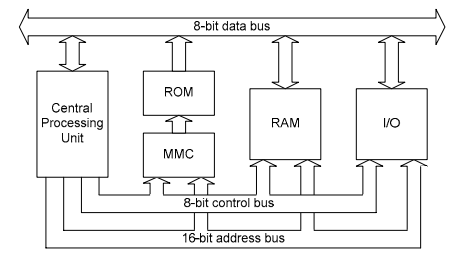 8-bit data bus
Central
Processing
Unit
ROM
MMC
RAM
I/O
8-bit control bus
16-bit address bus